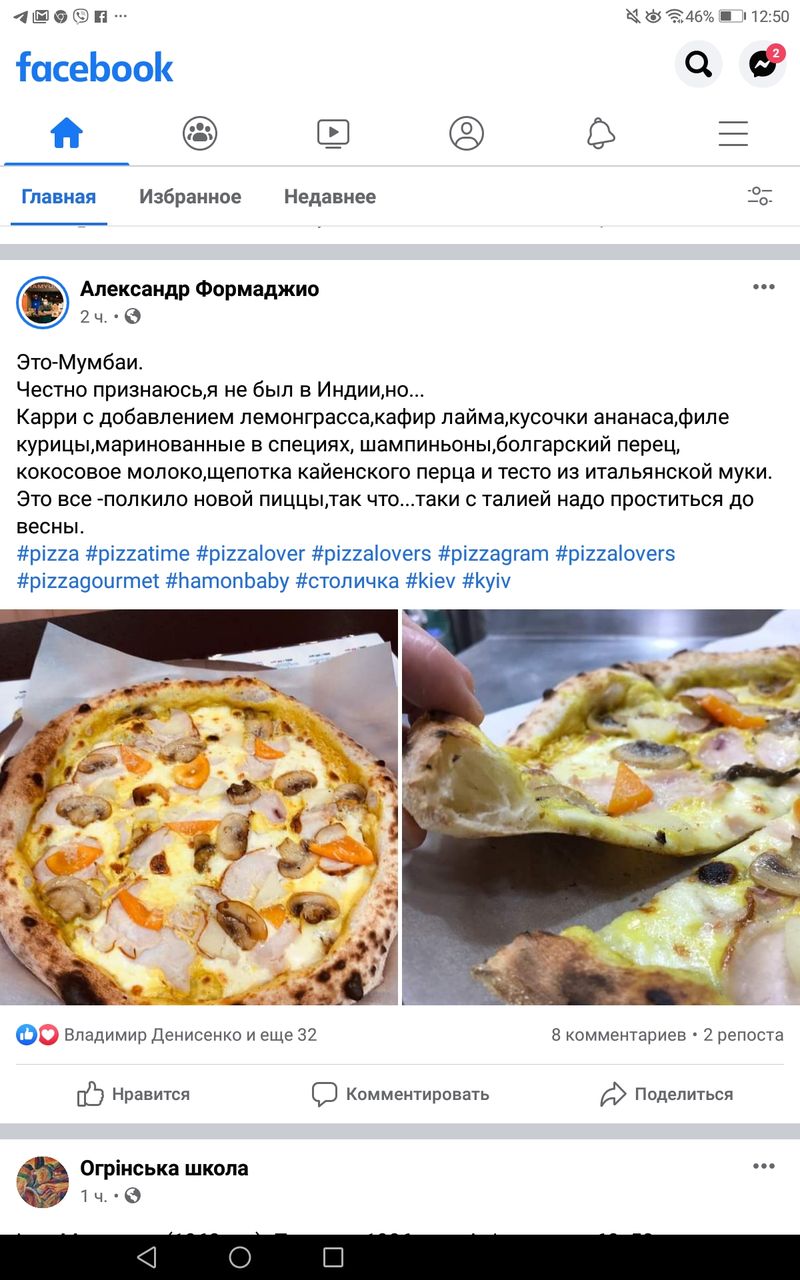 46% 12:50
facebook
2
Главная Избранное Недавнее
Александр Формаджио
2 ч. •
Это-Мумбаи.
Честно признаюсь,я не был в Индии,но...
Карри с добавлением лемонграсса,кафир лайма,кусочки ананаса,филе
курицы,маринованные в специях, шампиньоны,болгарский перец,
кокосовое молоко,щепотка кайенского перца и тесто из итальянской муки.
Это все -полкило новой пиццы,так что...таки с талией надо проститься до
весны.
#pizza #pizzatime #pizzalover #pizzalovers #pizzagram #pizzalovers
#pizzagourmet #hamonbaby #столичка #kiev #kyiv
Владимир Денисенко и еще 32 8 комментариев • 2 репоста
Нравится Комментировать Поделиться
Огрінська школа
1 ч. •